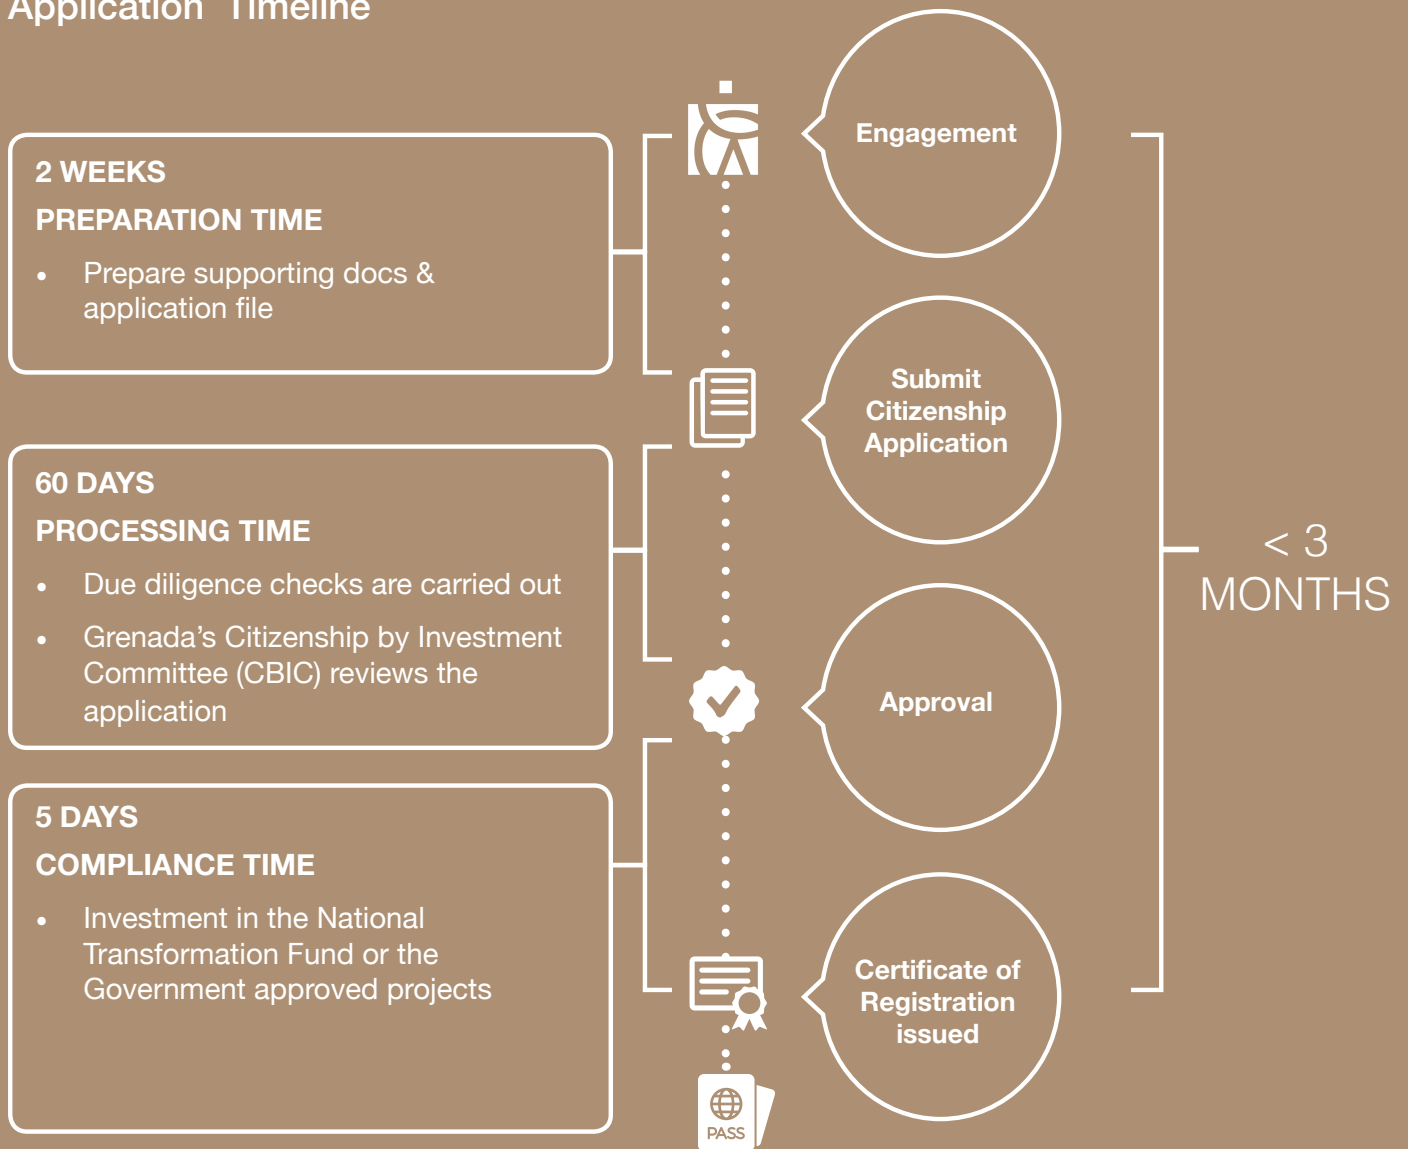 Application Timeline
2 WEEKS
PREPARATION TIME
• Prepare supporting docs &
application file
60 DAYS
PROCESSING TIME
• Due diligence checks are carried out
• Grenada’s Citizenship by Investment
Committee (CBIC) reviews the
application
5 DAYS
COMPLIANCE TIME
• Investment in the National
Transformation Fund or the
Government approved projects
Engagement
Submit
Citizenship
Application
Approval
Certificate of
Registration
issued
PASS
< 3
MONTHS